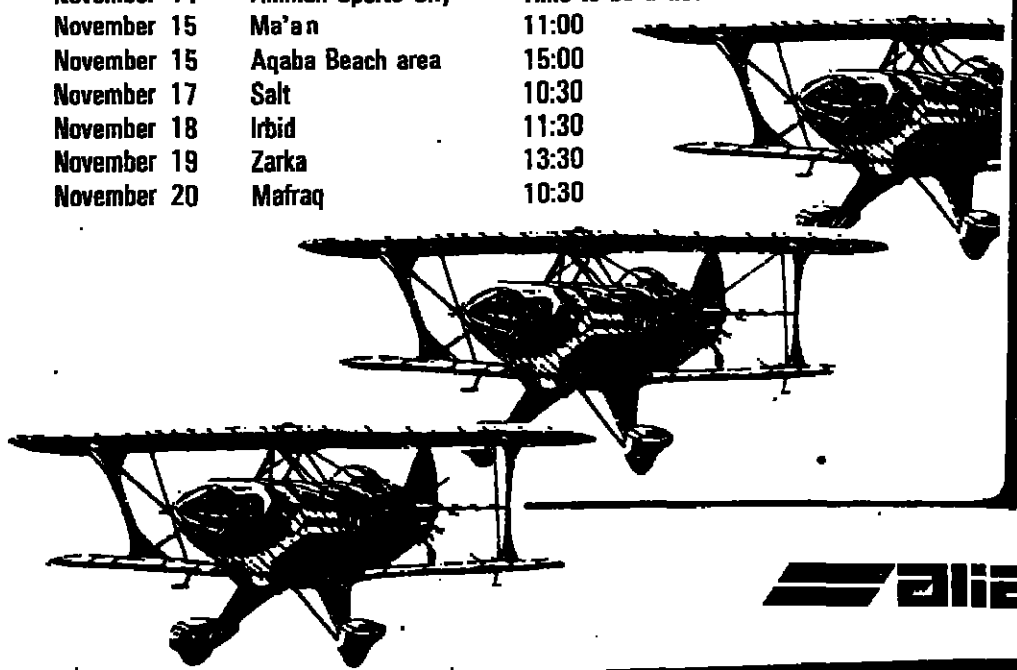 November 15 Ma'an 11:00
November 15 Aqaba Beach area 15:00
November 17 Salt 10:30
November 18 Irbid 11:30
November 19 Zarka 13:30
November 20 Mafraq 10:30